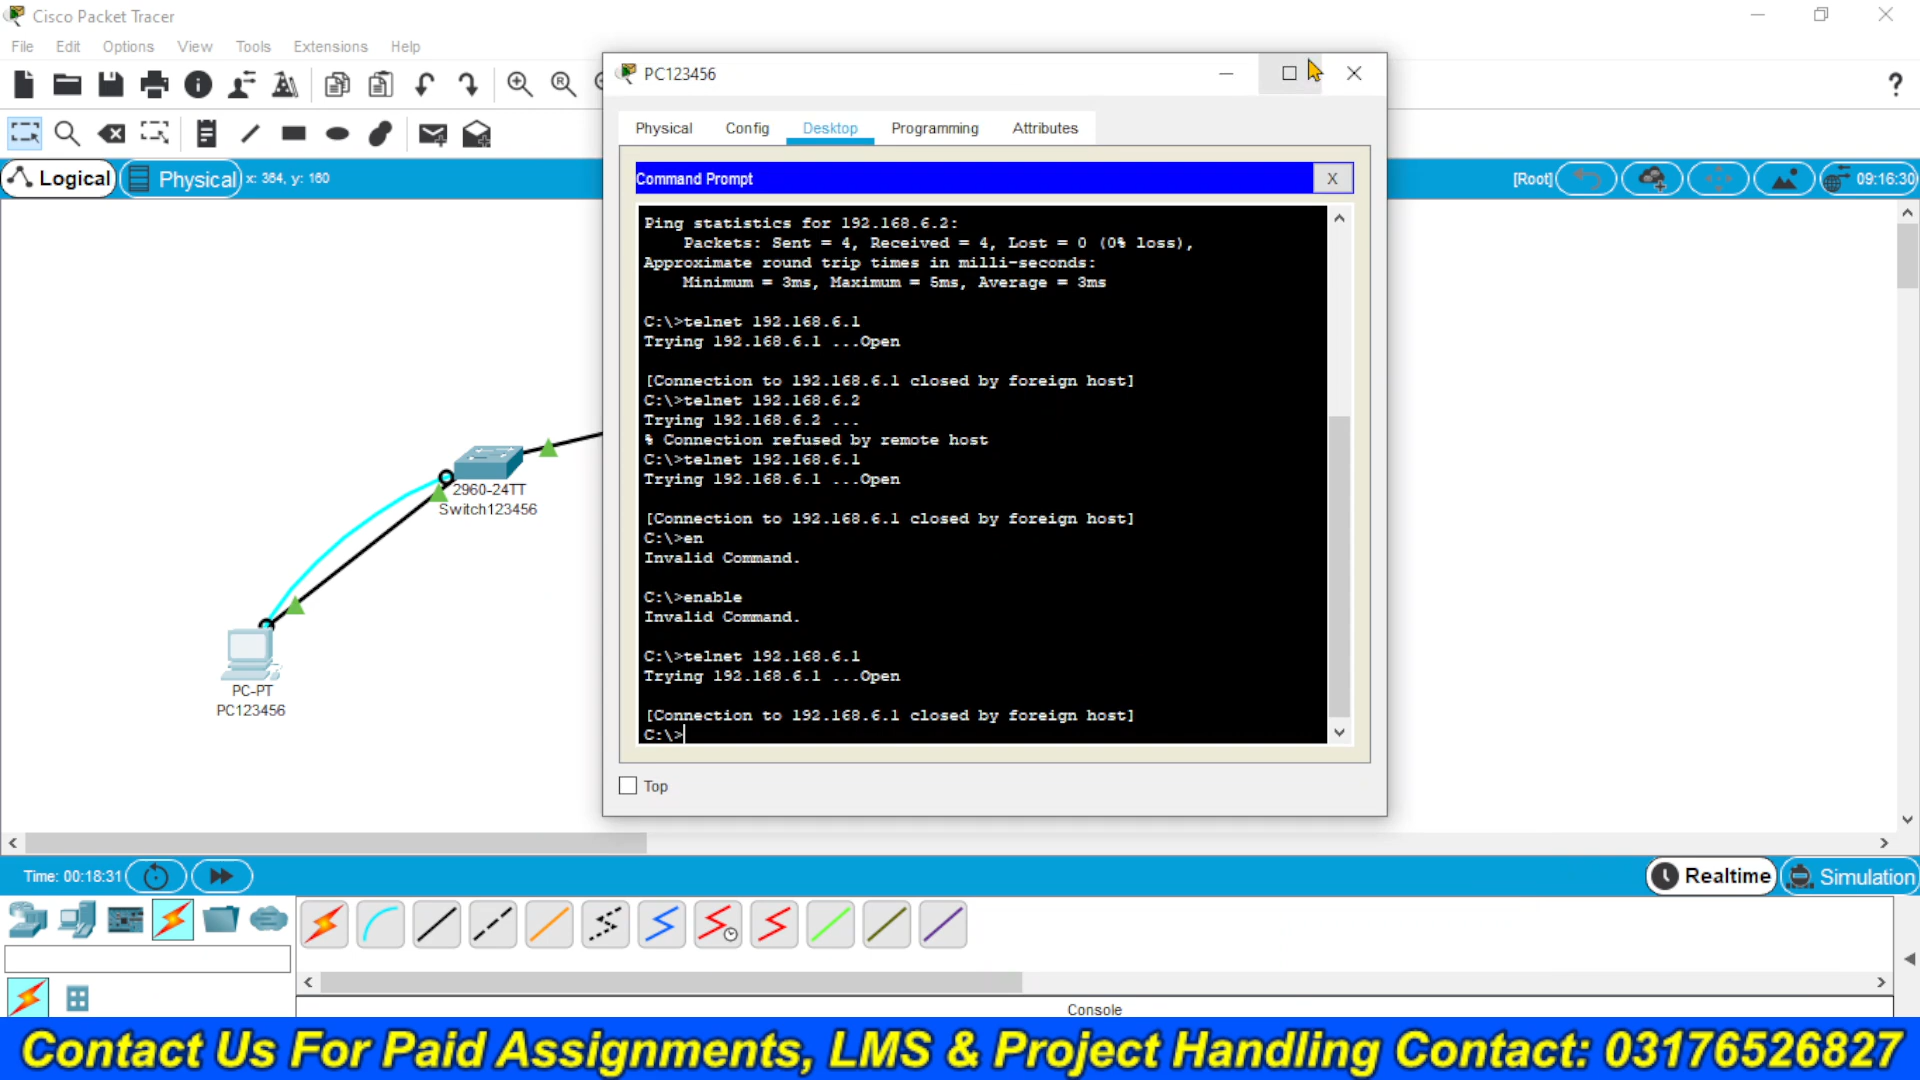 Cisco Packet Tracer
File Edit Options View Tools Extensions Help
PC123456
Physical Config Desktop Programming Attributes
Logical Physical x: 364, y: 160
[Root] 09:16:30
Command Prompt X
Ping statistics for 192.168.6.2:
Packets: Sent = 4, Received = 4, Lost = 0 (0% loss),
Approximate round trip times in milli-seconds:
Minimum = 3ms, Maximum = 5ms, Average = 3ms
C:\>telnet 192.168.6.1
Trying 192.168.6.1 ...Open
[Connection to 192.168.6.1 closed by foreign host]
C:\>telnet 192.168.6.2
Trying 192.168.6.2 ...
% Connection refused by remote host
C:\>telnet 192.168.6.1
Trying 192.168.6.1 ...Open
[Connection to 192.168.6.1 closed by foreign host]
C:\>en
Invalid Command.
C:\>enable
Invalid Command.
C:\>telnet 192.168.6.1
Trying 192.168.6.1 ...Open
[Connection to 192.168.6.1 closed by foreign host]
C:\>
Top
2960-24TT
Switch123456
PC-PT
PC123456
Time: 00:18:31
Realtime Simulation
Console
Contact Us For Paid Assignments, LMS & Project Handling Contact: 03176526827